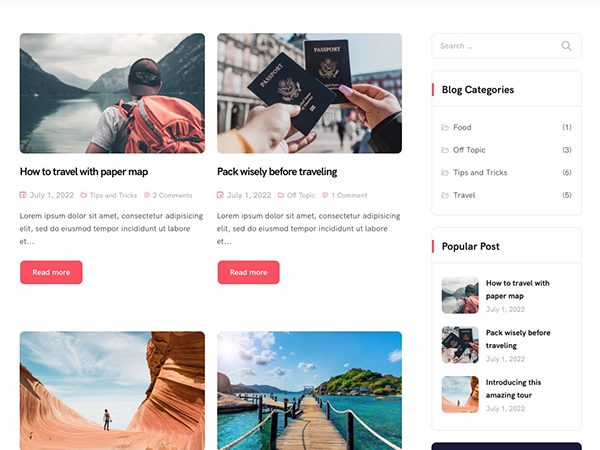 How to travel with paper map
July 1, 2022 Tips and Tricks 2 Comments
Lorem ipsum dolor sit amet, consectetur adipisicing
elit, sed do eiusmod tempor incididunt ut labore
et...
Read more
PASSPORT
PASSPORT
Pack wisely before traveling
July 1, 2022 Off Topic 1 Comment
Lorem ipsum dolor sit amet, consectetur adipisicing
elit, sed do eiusmod tempor incididunt ut labore
et...
Read more
Search ...
Blog Categories
Food (1)
Off Topic (3)
Tips and Tricks (6)
Travel (5)
Popular Post
How to travel with
paper map
July 1, 2022
Pack wisely before
traveling
July 1, 2022
Introducing this
amazing tour
July 1, 2022